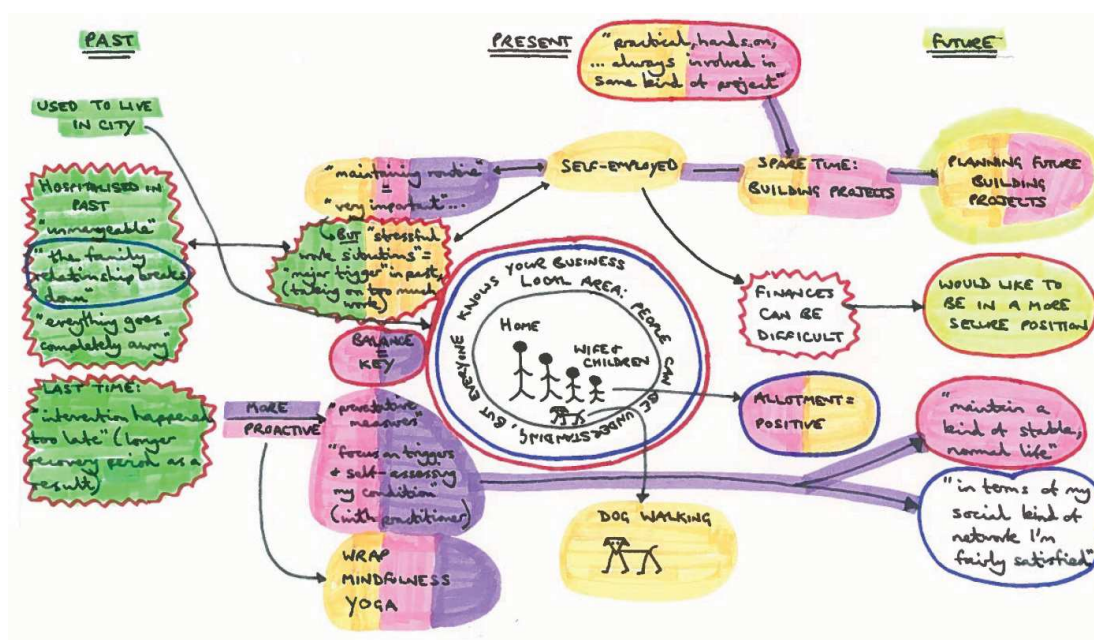 PAST
PRESENT
FUTURE
"practical, hands on,
... always involved in
some kind of project"
USED TO LIVE
IN CITY
HOSPITALISED IN
PAST
"unmanageable"
"the family
relationship breaks
down"
"everything goes
completely awry"
LAST TIME:
"intervention happened
too late" (longer
recovery period as a
result)
MORE
PROACTIVE
"maintaining routine"
=
"very important"...
BUT "stressful
work situations" =
"major trigger" in past,
(taking on too much
work)
BALANCE
=
KEY
"preventative
measures"
"focus on triggers
+ self-assessing
my condition"
(with practitioner)
WRAP
MINDFULNESS
YOGA
SELF-EMPLOYED
SPARE TIME:
BUILDING PROJECTS
PLANNING FUTURE
BUILDING
PROJECTS
LOCAL AREA: PEOPLE CAN BE UNDERSTANDING, BUT EVERYONE KNOWS YOUR BUSINESS
HOME
WIFE +
CHILDREN
FINANCES
CAN BE
DIFFICULT
WOULD LIKE TO
BE IN A MORE
SECURE POSITION
ALLOTMENT =
POSITIVE
DOG WALKING
"maintain a
kind of stable,
normal life"
"in terms of my
social kind of
network I'm
fairly satisfied"